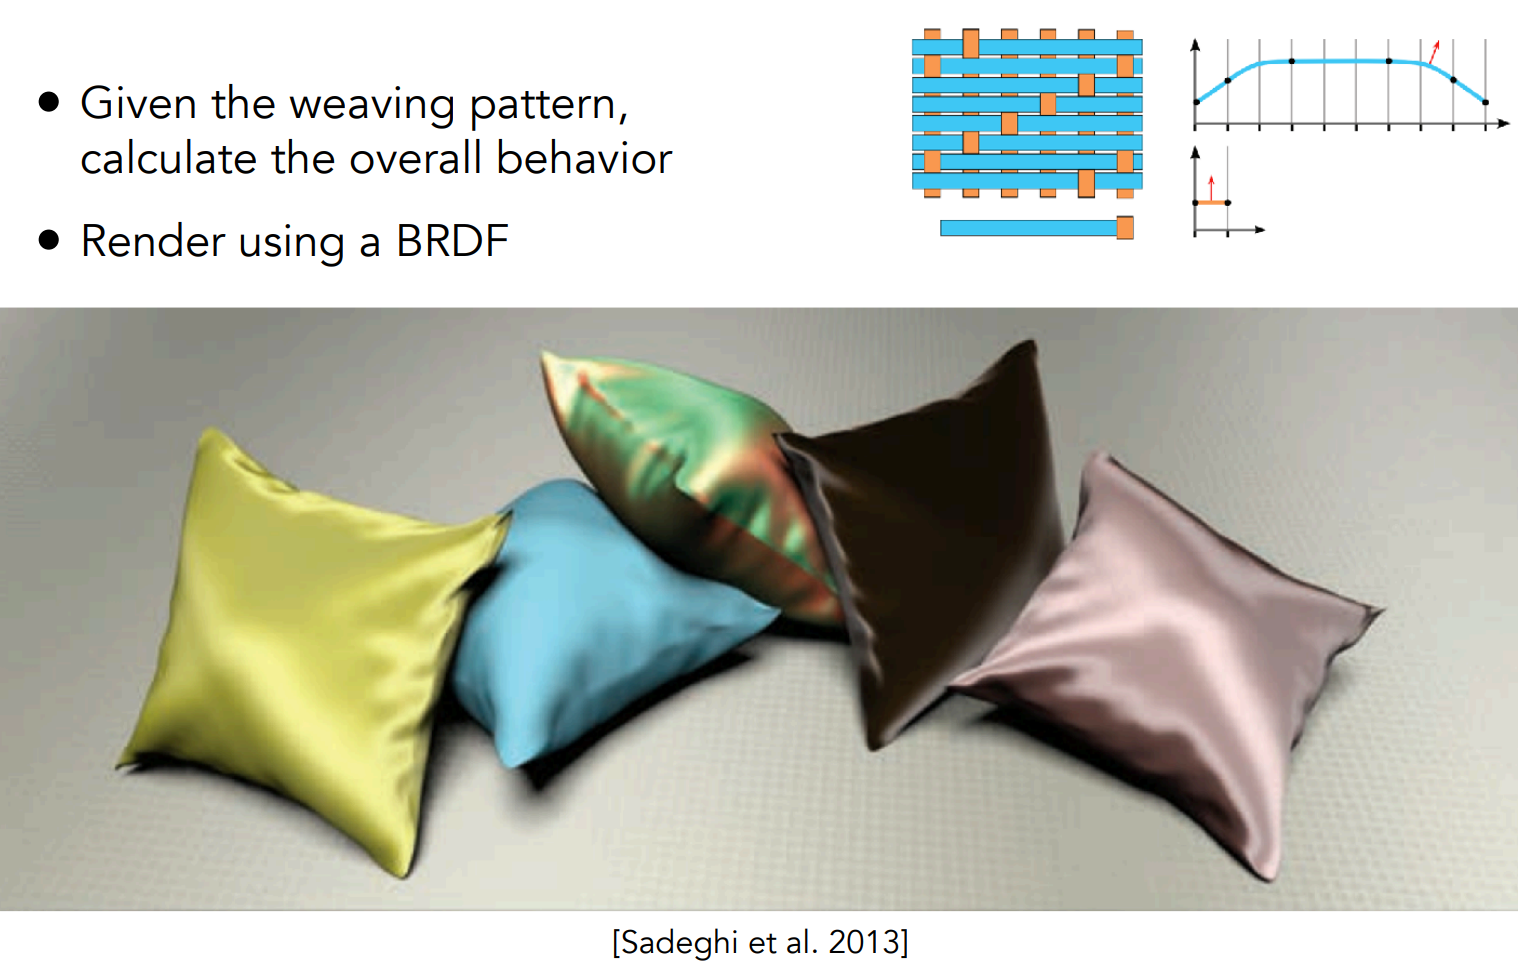 ● Given the weaving pattern,
calculate the overall behavior
● Render using a BRDF
[Sadeghi et al. 2013]